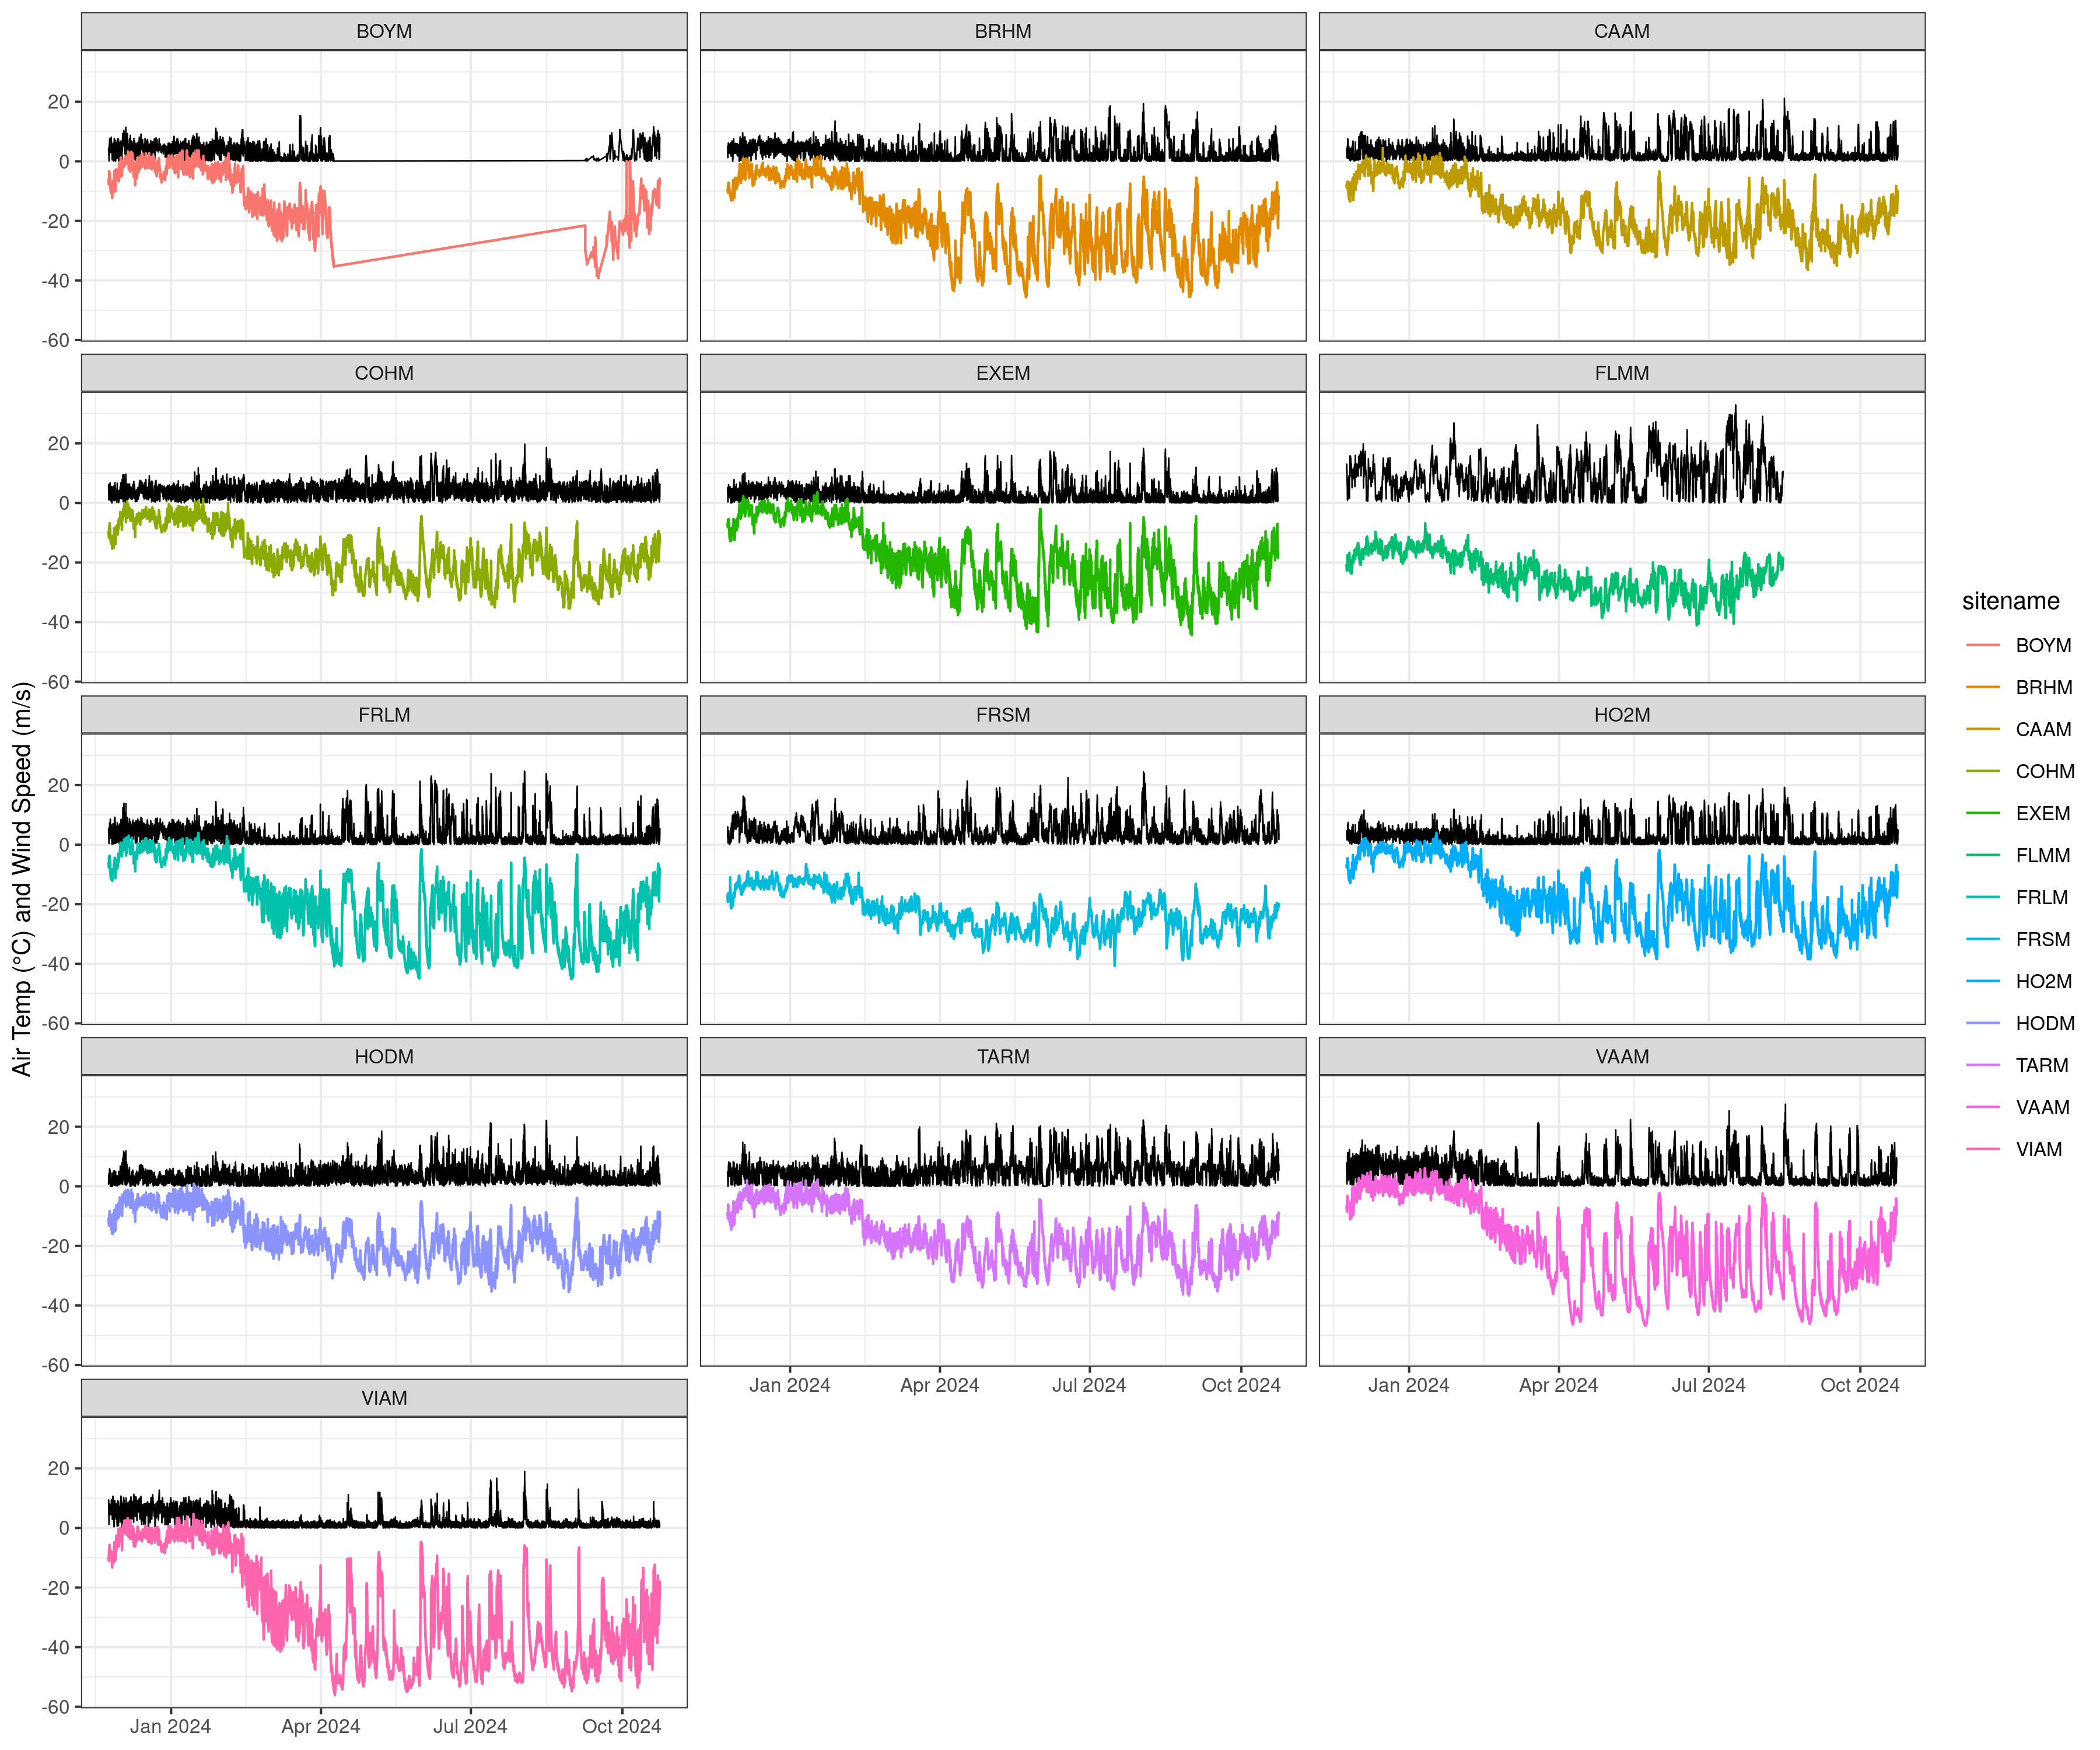 BOYM
BRHM
CAAM
20
0
-20
-40
-60
COHM
EXEM
FLMM
20
0
-20
-40
-60
FRLM
FRSM
HO2M
20
0
-20
-40
-60
HODM
TARM
VAAM
20
0
-20
-40
-60
Jan 2024 Apr 2024 Jul 2024 Oct 2024
Jan 2024 Apr 2024 Jul 2024 Oct 2024
VIAM
20
0
-20
-40
-60
Jan 2024 Apr 2024 Jul 2024 Oct 2024
Air Temp (°C) and Wind Speed (m/s)
sitename
BOYM
BRHM
CAAM
COHM
EXEM
FLMM
FRLM
FRSM
HO2M
HODM
TARM
VAAM
VIAM